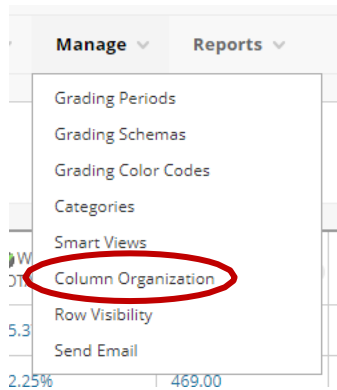 Manage Reports
Grading Periods
Grading Schemas
Grading Color Codes
Categories
Smart Views
W
Column Organization
Row Visibility
5.3
Send Email
2.25% 469.00